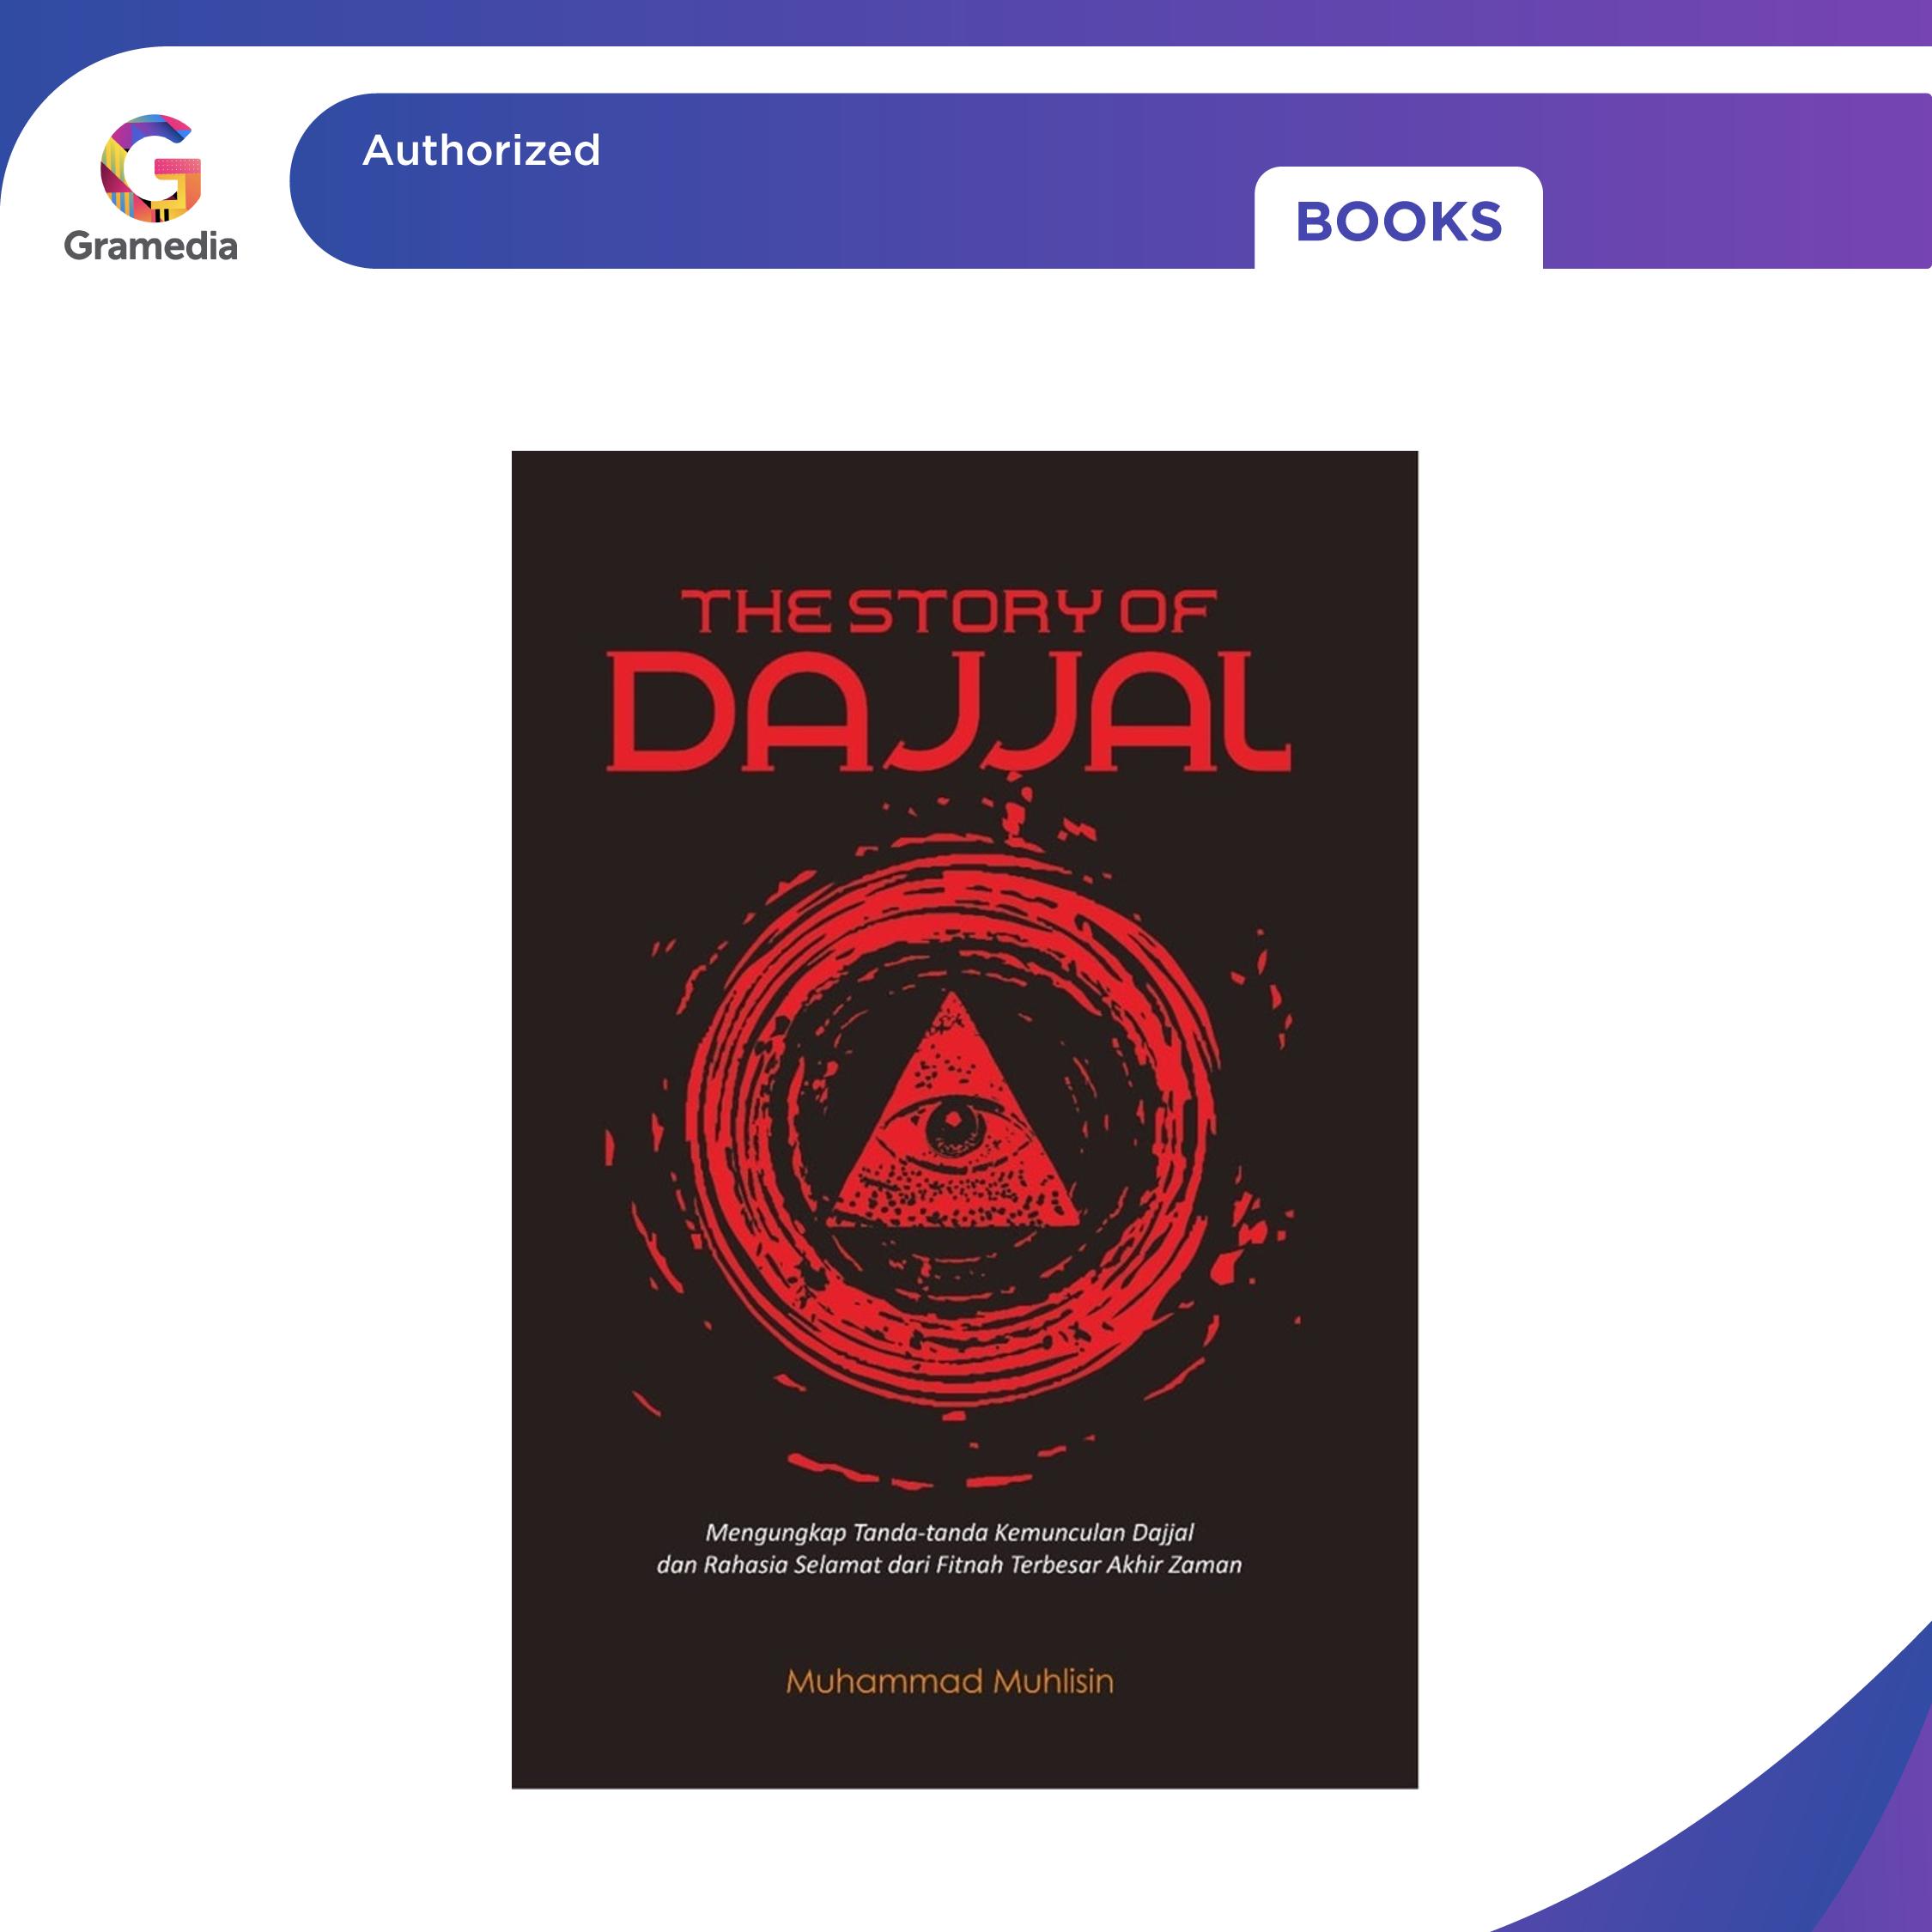 Gramedia
Authorized
BOOKS
THE STORY OF
DAJJAL
Mengungkap Tanda-tanda Kemunculan Dajjal
dan Rahasia Selamat dari Fitnah Terbesar Akhir Zaman
Muhammad Muhlisin